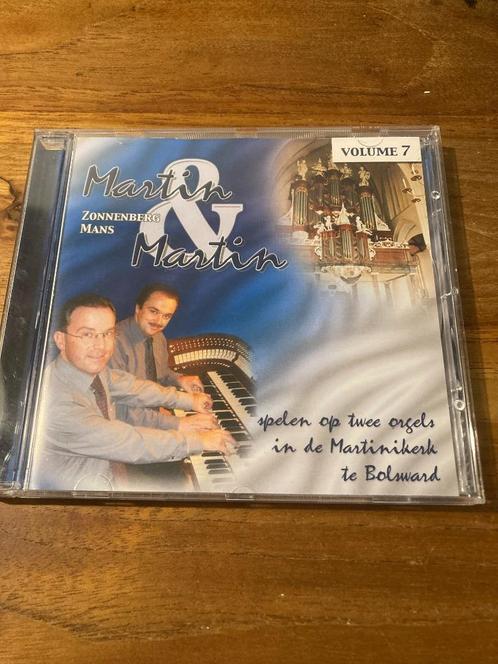 VOLUME 7
Martin
ZONNENBERG
&
MANS
Martin
spelen op twee orgels
in de Martinikerk
te Bolsward